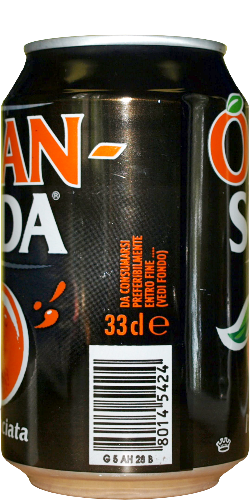 AN-
DA®
ciata
DA CONSUMARSI
PREFERIBILMENTE
ENTRO FINE ....
(VEDI FONDO)
33 cl e
8014 5424
G 5 AH 28 B
O
S